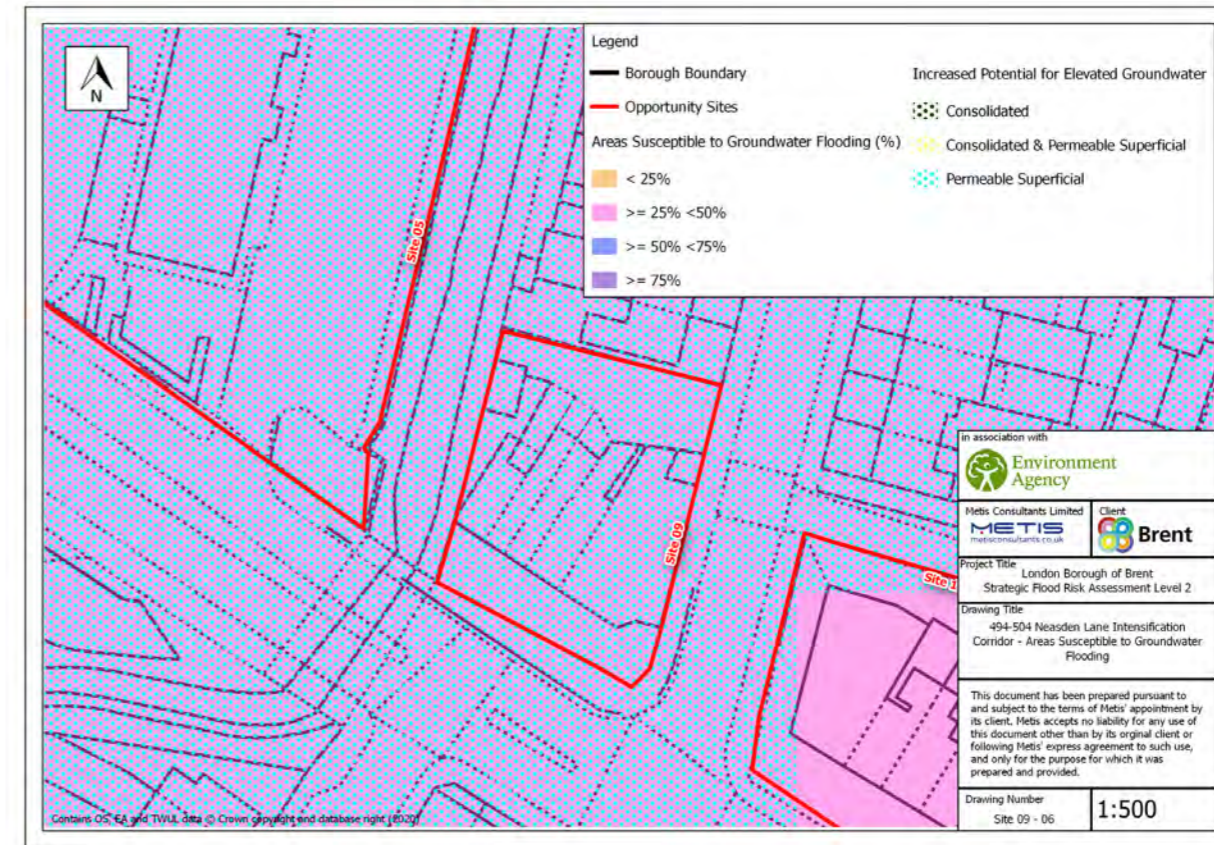 N
Legend
Borough Boundary
Opportunity Sites
Areas Susceptible to Groundwater Flooding (%)
< 25%
>= 25% <50%
>= 50% <75%
>= 75%
Increased Potential for Elevated Groundwater
Consolidated
Consolidated & Permeable Superficial
Permeable Superficial
Site 05
Site 09
Site 1
in association with
Environment
Agency
Metis Consultants Limited
METIS
metisconsultants.co.uk
Client
Brent
Project Title
London Borough of Brent
Strategic Flood Risk Assessment Level 2
Drawing Title
494-504 Neasden Lane Intensification
Corridor - Areas Susceptible to Groundwater
Flooding
This document has been prepared pursuant to
and subject to the terms of Metis' appointment by
its client. Metis accepts no liability for any use of
this document other than by its orginal client or
following Metis' express agreement to such use,
and only for the purpose for which it was
prepared and provided.
Drawing Number
Site 09 - 06
1:500
Contains OS, EA and TWUL data © Crown copyright and database right (2020)